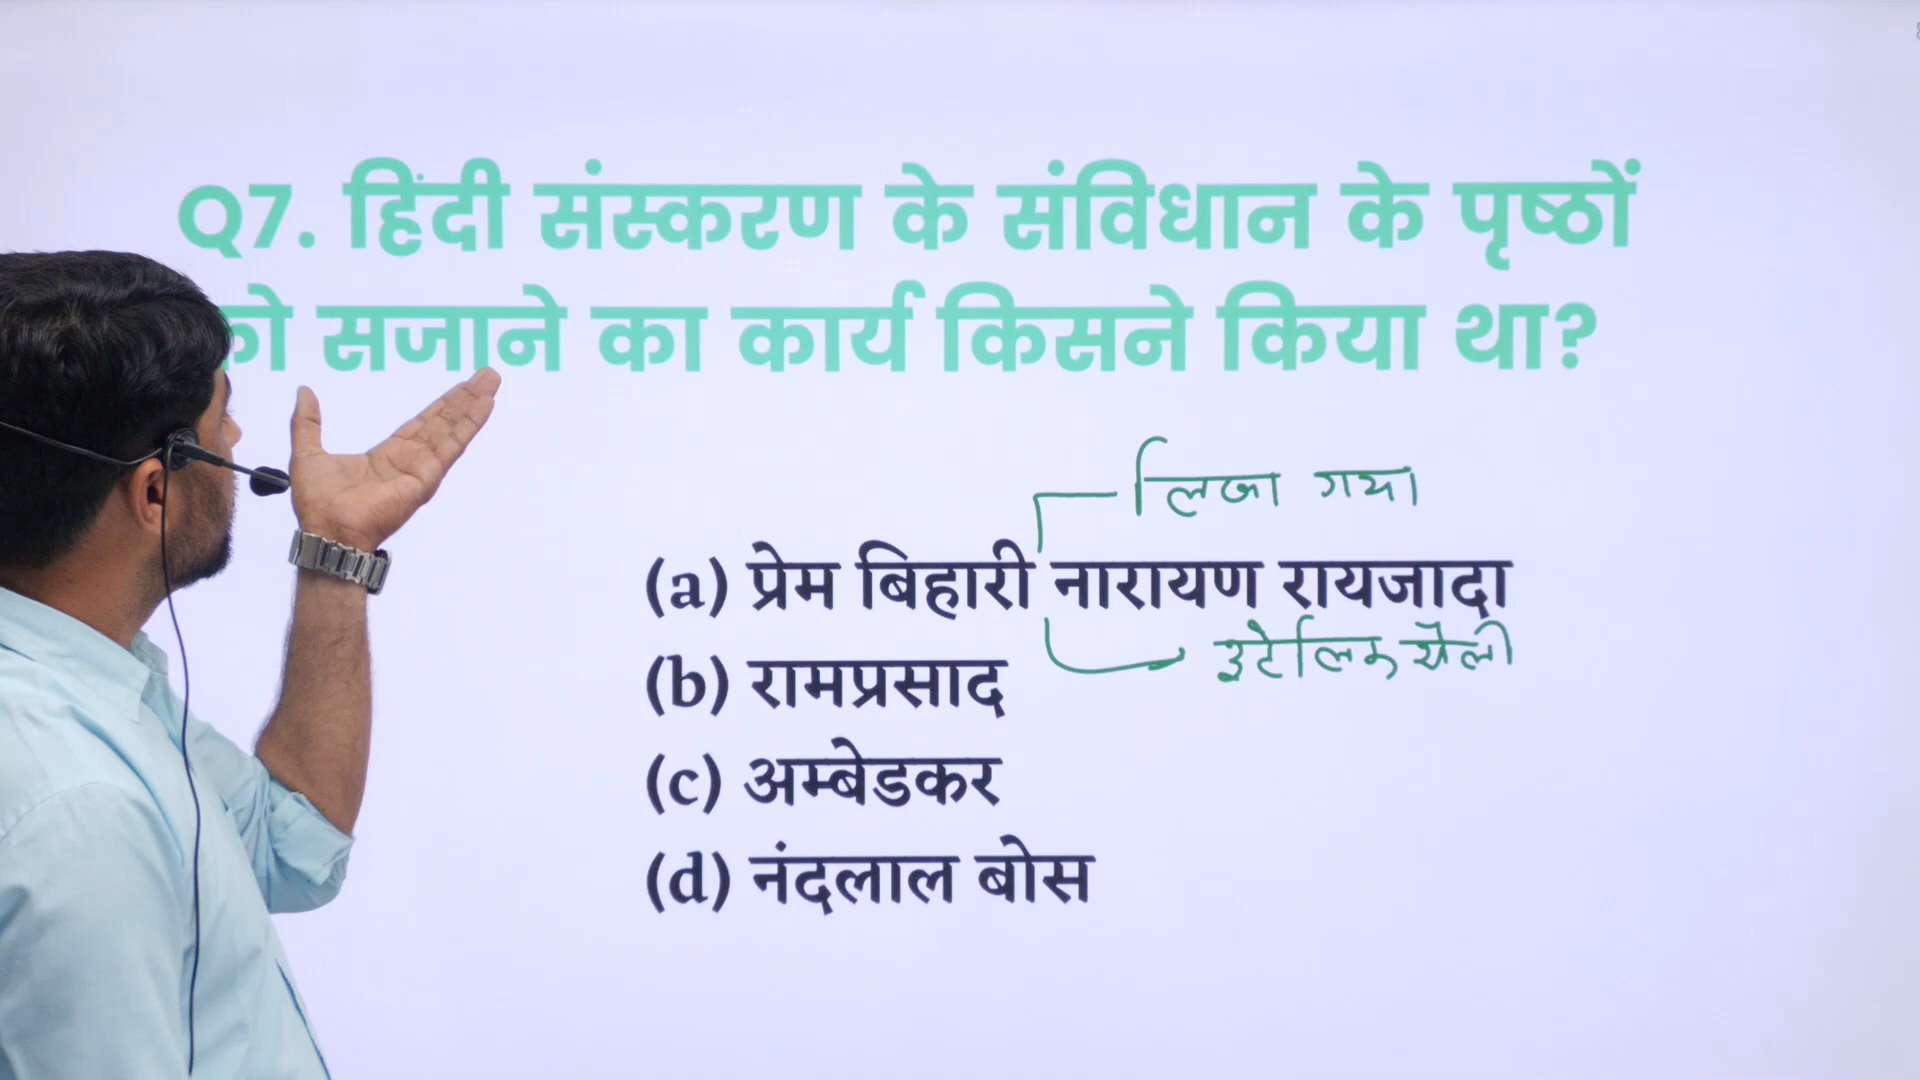 Q7. हिंदी संस्करण के संविधान के पृष्ठों
को सजाने का कार्य किसने किया था?
लिखा गया
(a) प्रेम बिहारी नारायण रायजादा
इटेलिक शैली
(b) रामप्रसाद
(c) अम्बेडकर
(d) नंदलाल बोस